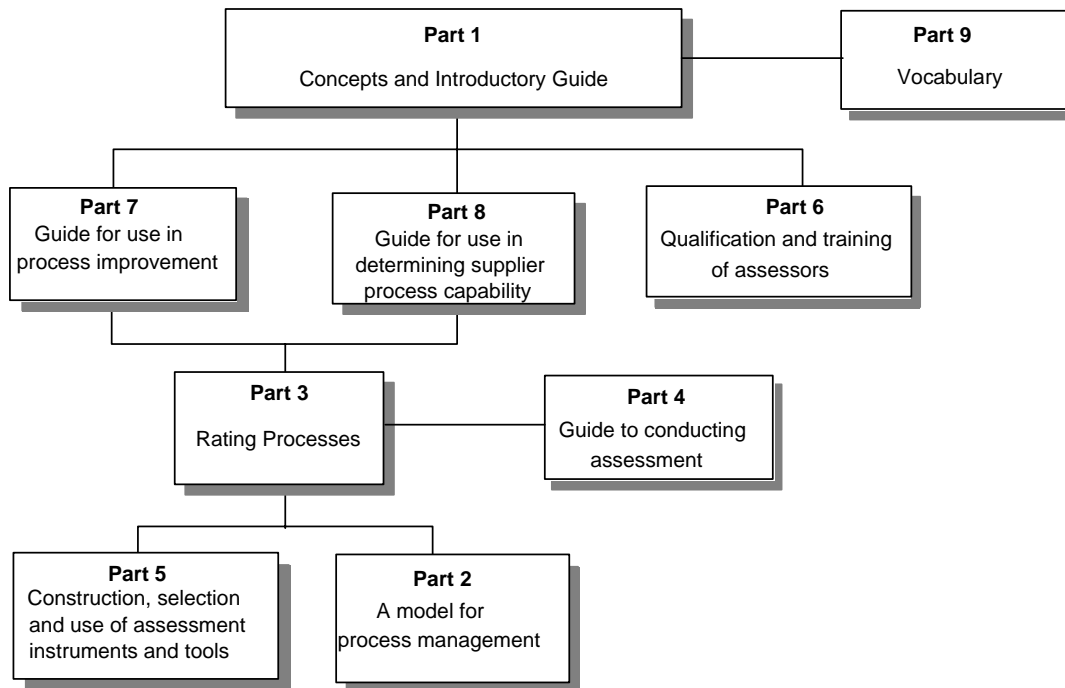 Part 1
Concepts and Introductory Guide
Part 9
Vocabulary
Part 7
Guide for use in
process improvement
Part 8
Guide for use in
determining supplier
process capability
Part 6
Qualification and training
of assessors
Part 3
Rating Processes
Part 4
Guide to conducting
assessment
Part 5
Construction, selection
and use of assessment
instruments and tools
Part 2
A model for
process management